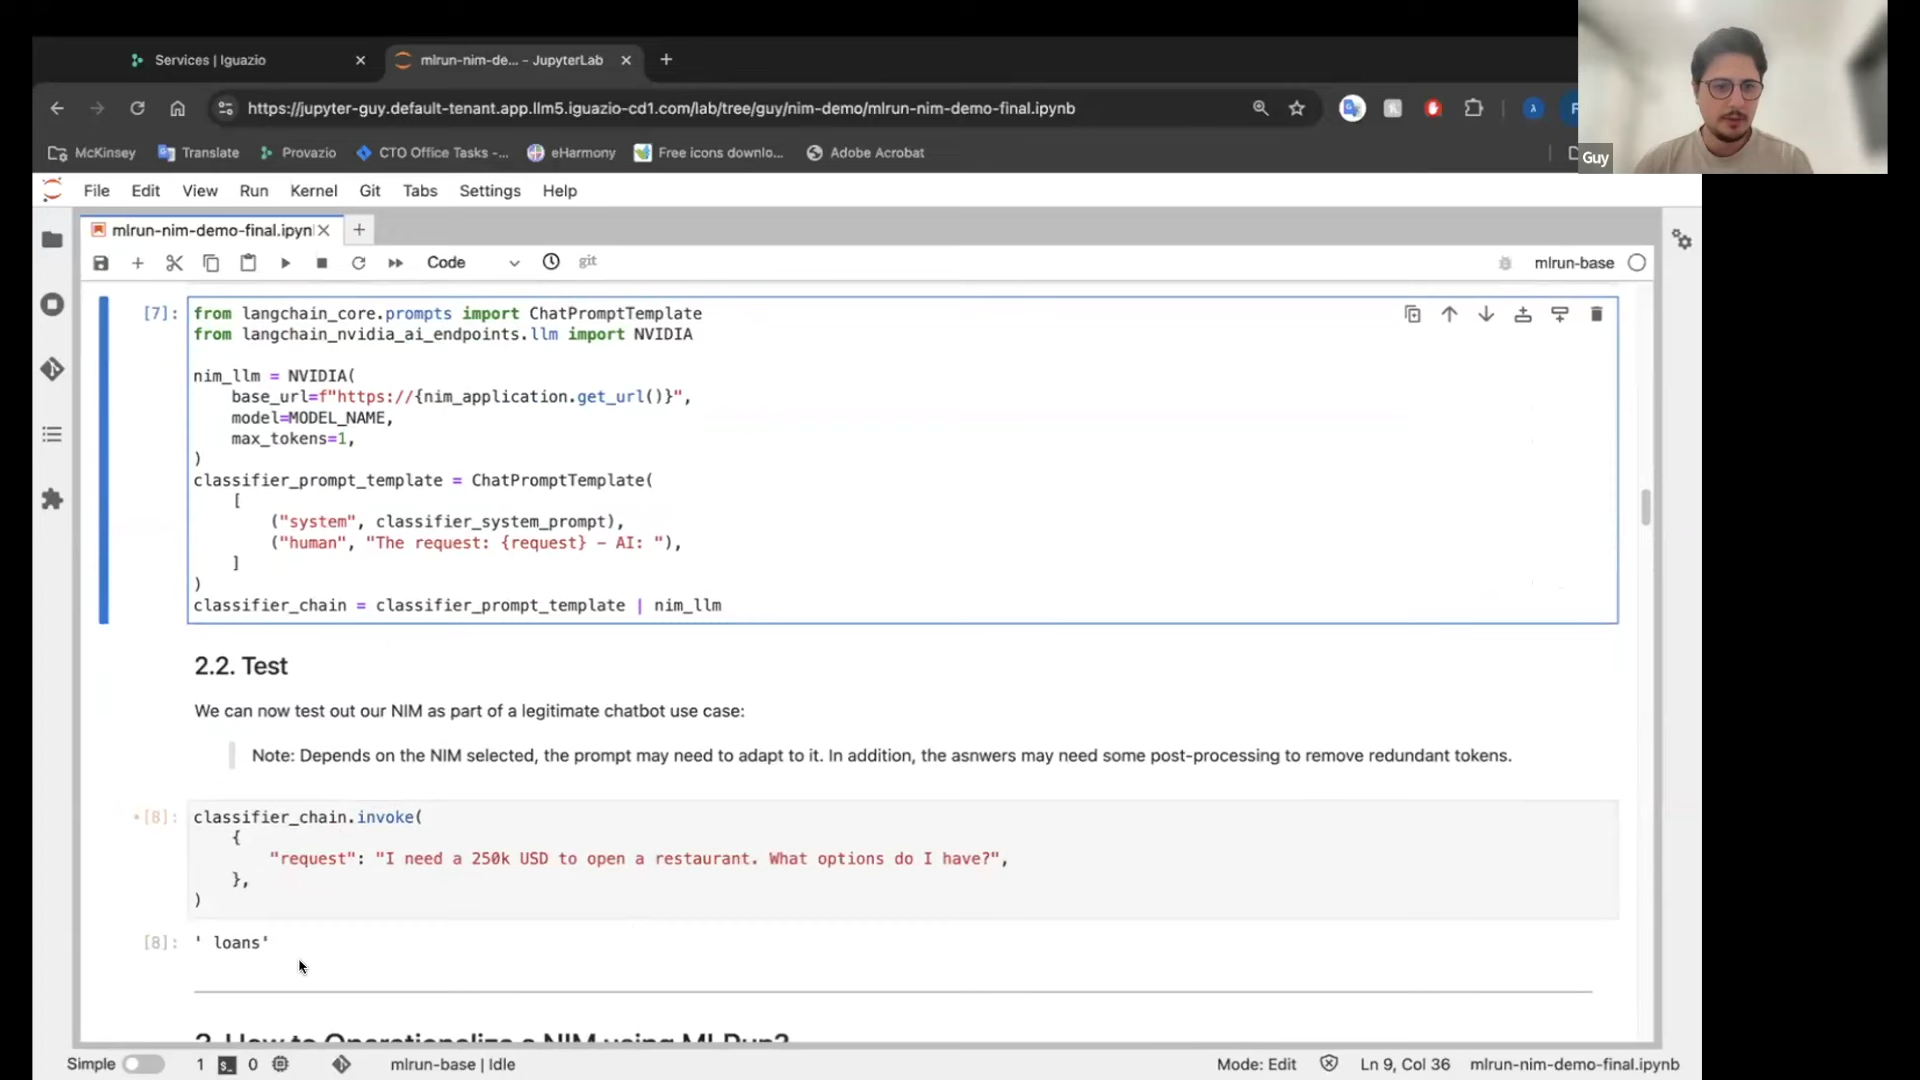 Services | Iguazio
mlrun-nim-de... - JupyterLab
https://jupyter-guy.default-tenant.app.llm5.iguazio-cd1.com/lab/tree/guy/nim-demo/mlrun-nim-demo-final.ipynb
McKinsey
Translate
Provazio
CTO Office Tasks -...
eHarmony
Free icons downlo...
Adobe Acrobat
Guy
File
Edit
View
Run
Kernel
Git
Tabs
Settings
Help
mlrun-nim-demo-final.ipyn
Code
git
mlrun-base
[7]:
from langchain_core.prompts import ChatPromptTemplate
from langchain_nvidia_ai_endpoints.llm import NVIDIA
nim_llm = NVIDIA(
    base_url=f"https://{nim_application.get_url()}",
    model=MODEL_NAME,
    max_tokens=1,
)
classifier_prompt_template = ChatPromptTemplate(
    [
        ("system", classifier_system_prompt),
        ("human", "The request: {request} - AI: "),
    ]
)
classifier_chain = classifier_prompt_template | nim_llm
2.2. Test
We can now test out our NIM as part of a legitimate chatbot use case:
Note: Depends on the NIM selected, the prompt may need to adapt to it. In addition, the asnwers may need some post-processing to remove redundant tokens.
[8]:
classifier_chain.invoke(
    {
        "request": "I need a 250k USD to open a restaurant. What options do I have?",
    },
)
[8]: ' loans'
How to Operationalize a NIM using MLRun?
Simple
1
0
mlrun-base | Idle
Mode: Edit
Ln 9, Col 36
mlrun-nim-demo-final.ipynb